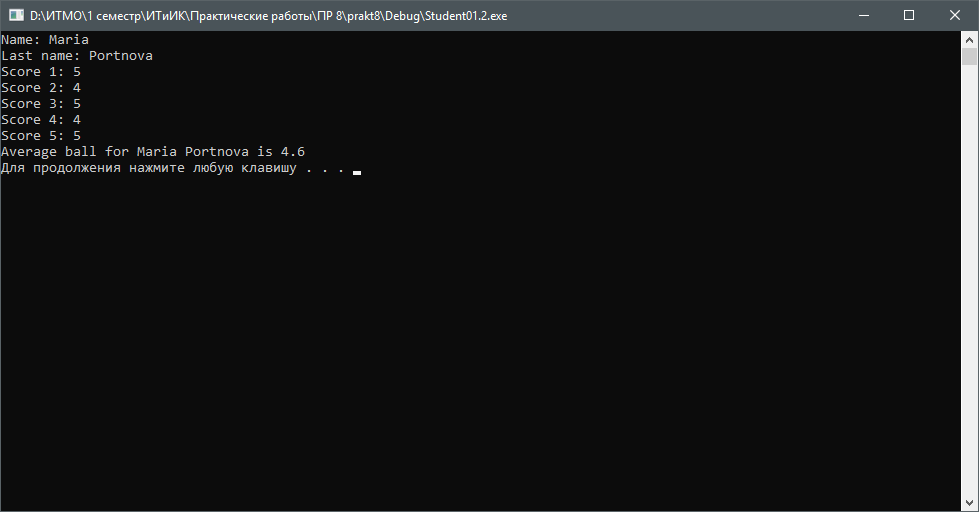 D:\ИТМО\1 семестр\ИТиИК\Практические работы\ПР 8\prakt8\Debug\Student01.2.exe
Name: Maria
Last name: Portnova
Score 1: 5
Score 2: 4
Score 3: 5
Score 4: 4
Score 5: 5
Average ball for Maria Portnova is 4.6
Для продолжения нажмите любую клавишу . . .